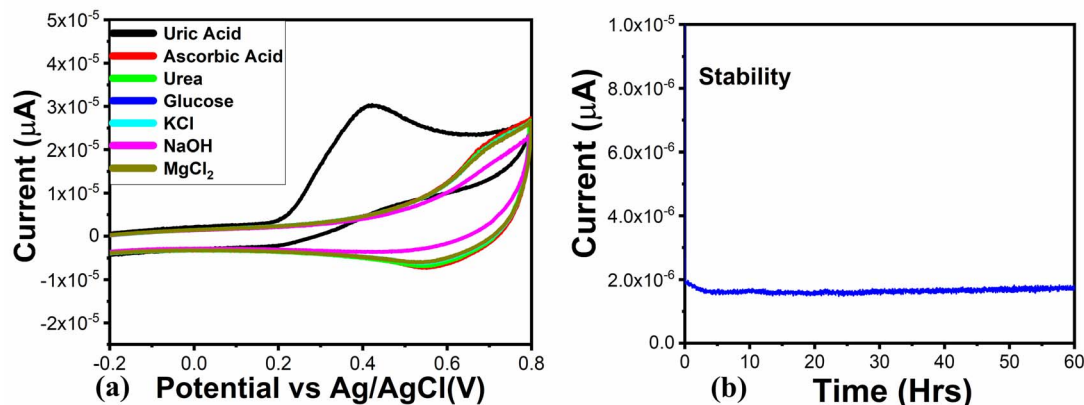 5x10⁻⁵
4x10⁻⁵
3x10⁻⁵
2x10⁻⁵
1x10⁻⁵
0
-1x10⁻⁵
-2x10⁻⁵
Current (μA)
Uric Acid
Ascorbic Acid
Urea
Glucose
KCl
NaOH
MgCl₂
-0.2 0.0 0.2 0.4 0.6 0.8
(a) Potential vs Ag/AgCl(V)
1.0x10⁻⁵
8.0x10⁻⁶
6.0x10⁻⁶
4.0x10⁻⁶
2.0x10⁻⁶
0.0
Current (μA)
Stability
0 10 20 30 40 50 60
(b) Time (Hrs)